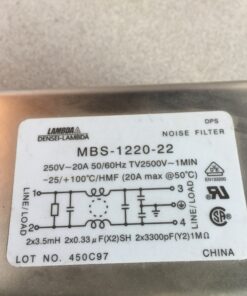 LAMBDA
DENSEI-LAMBDA
DPS
NOISE FILTER
MBS-1220-22
250V~20A 50/60Hz TV2500V~1MIN
-25/+100°C/HMF (20A max @50°C)
1 3
2 4
LINE/LOAD
LINE/LOAD
2x3.5mH 2x0.33μF(X2)SH 2x3300pF(Y2)1MΩ
LOT NO. 450C97 CHINA